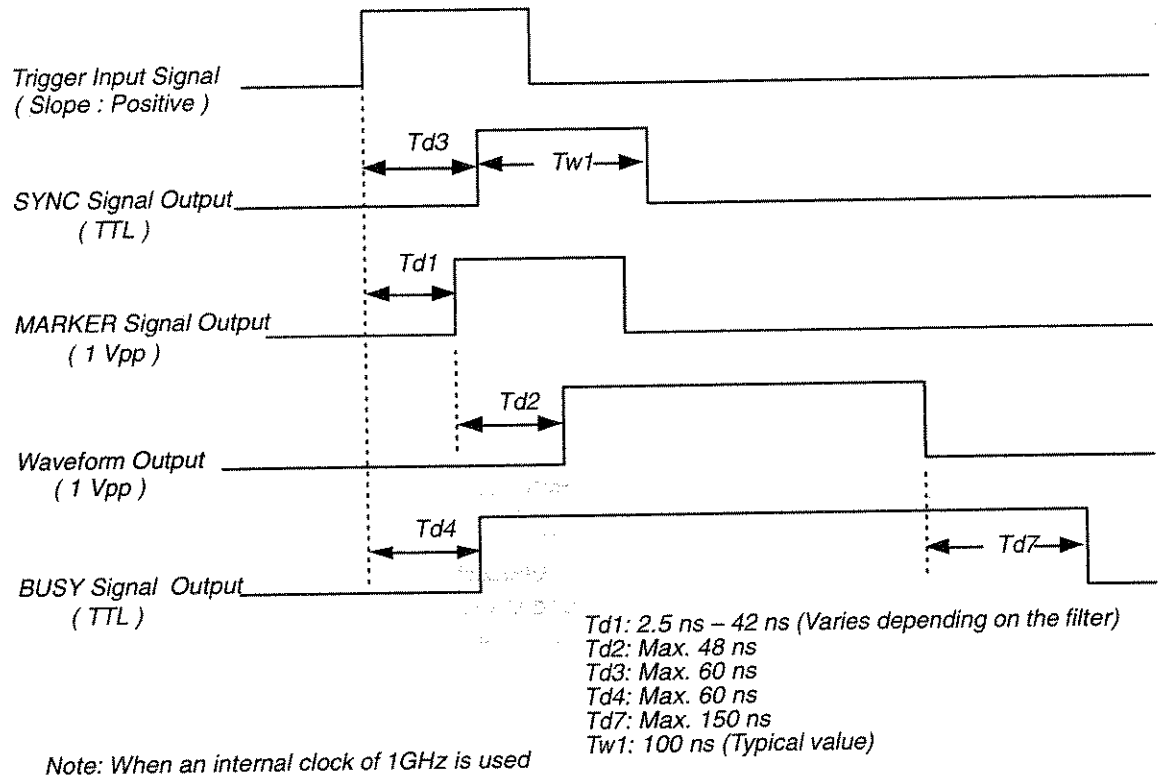 Trigger Input Signal
( Slope : Positive )
Td3
Tw1
SYNC Signal Output
( TTL )
Td1
MARKER Signal Output
( 1 Vpp )
Td2
Waveform Output
( 1 Vpp )
Td4
Td7
BUSY Signal Output
( TTL )
Td1: 2.5 ns – 42 ns (Varies depending on the filter)
Td2: Max. 48 ns
Td3: Max. 60 ns
Td4: Max. 60 ns
Td7: Max. 150 ns
Tw1: 100 ns (Typical value)
Note: When an internal clock of 1GHz is used